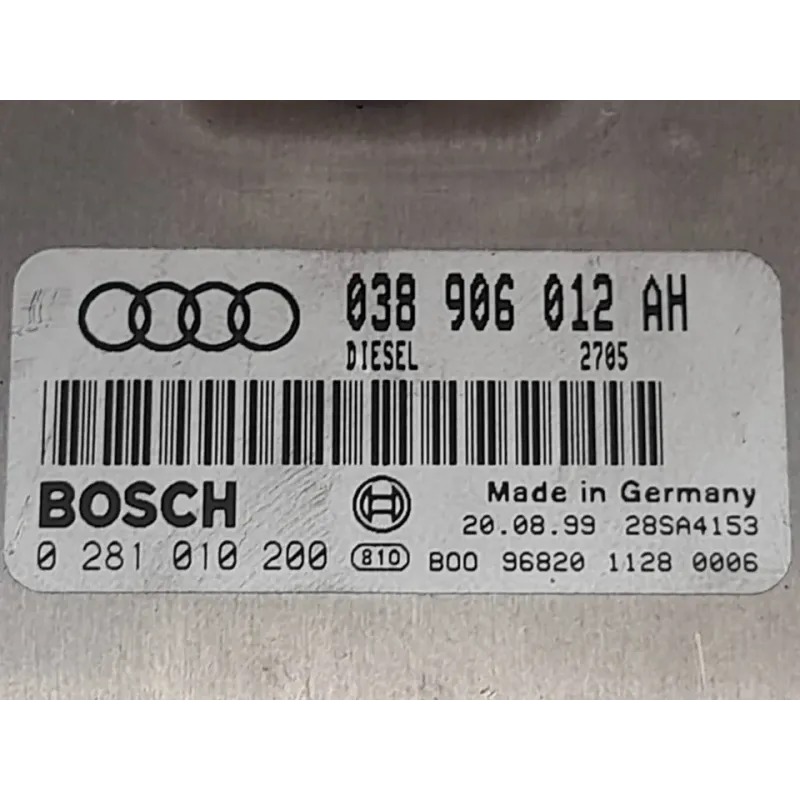 038 906 012 AH
DIESEL 2705
BOSCH
Made in Germany
20.08.99 28SA4153
0 281 010 200 810 B00 96820 1128 0006